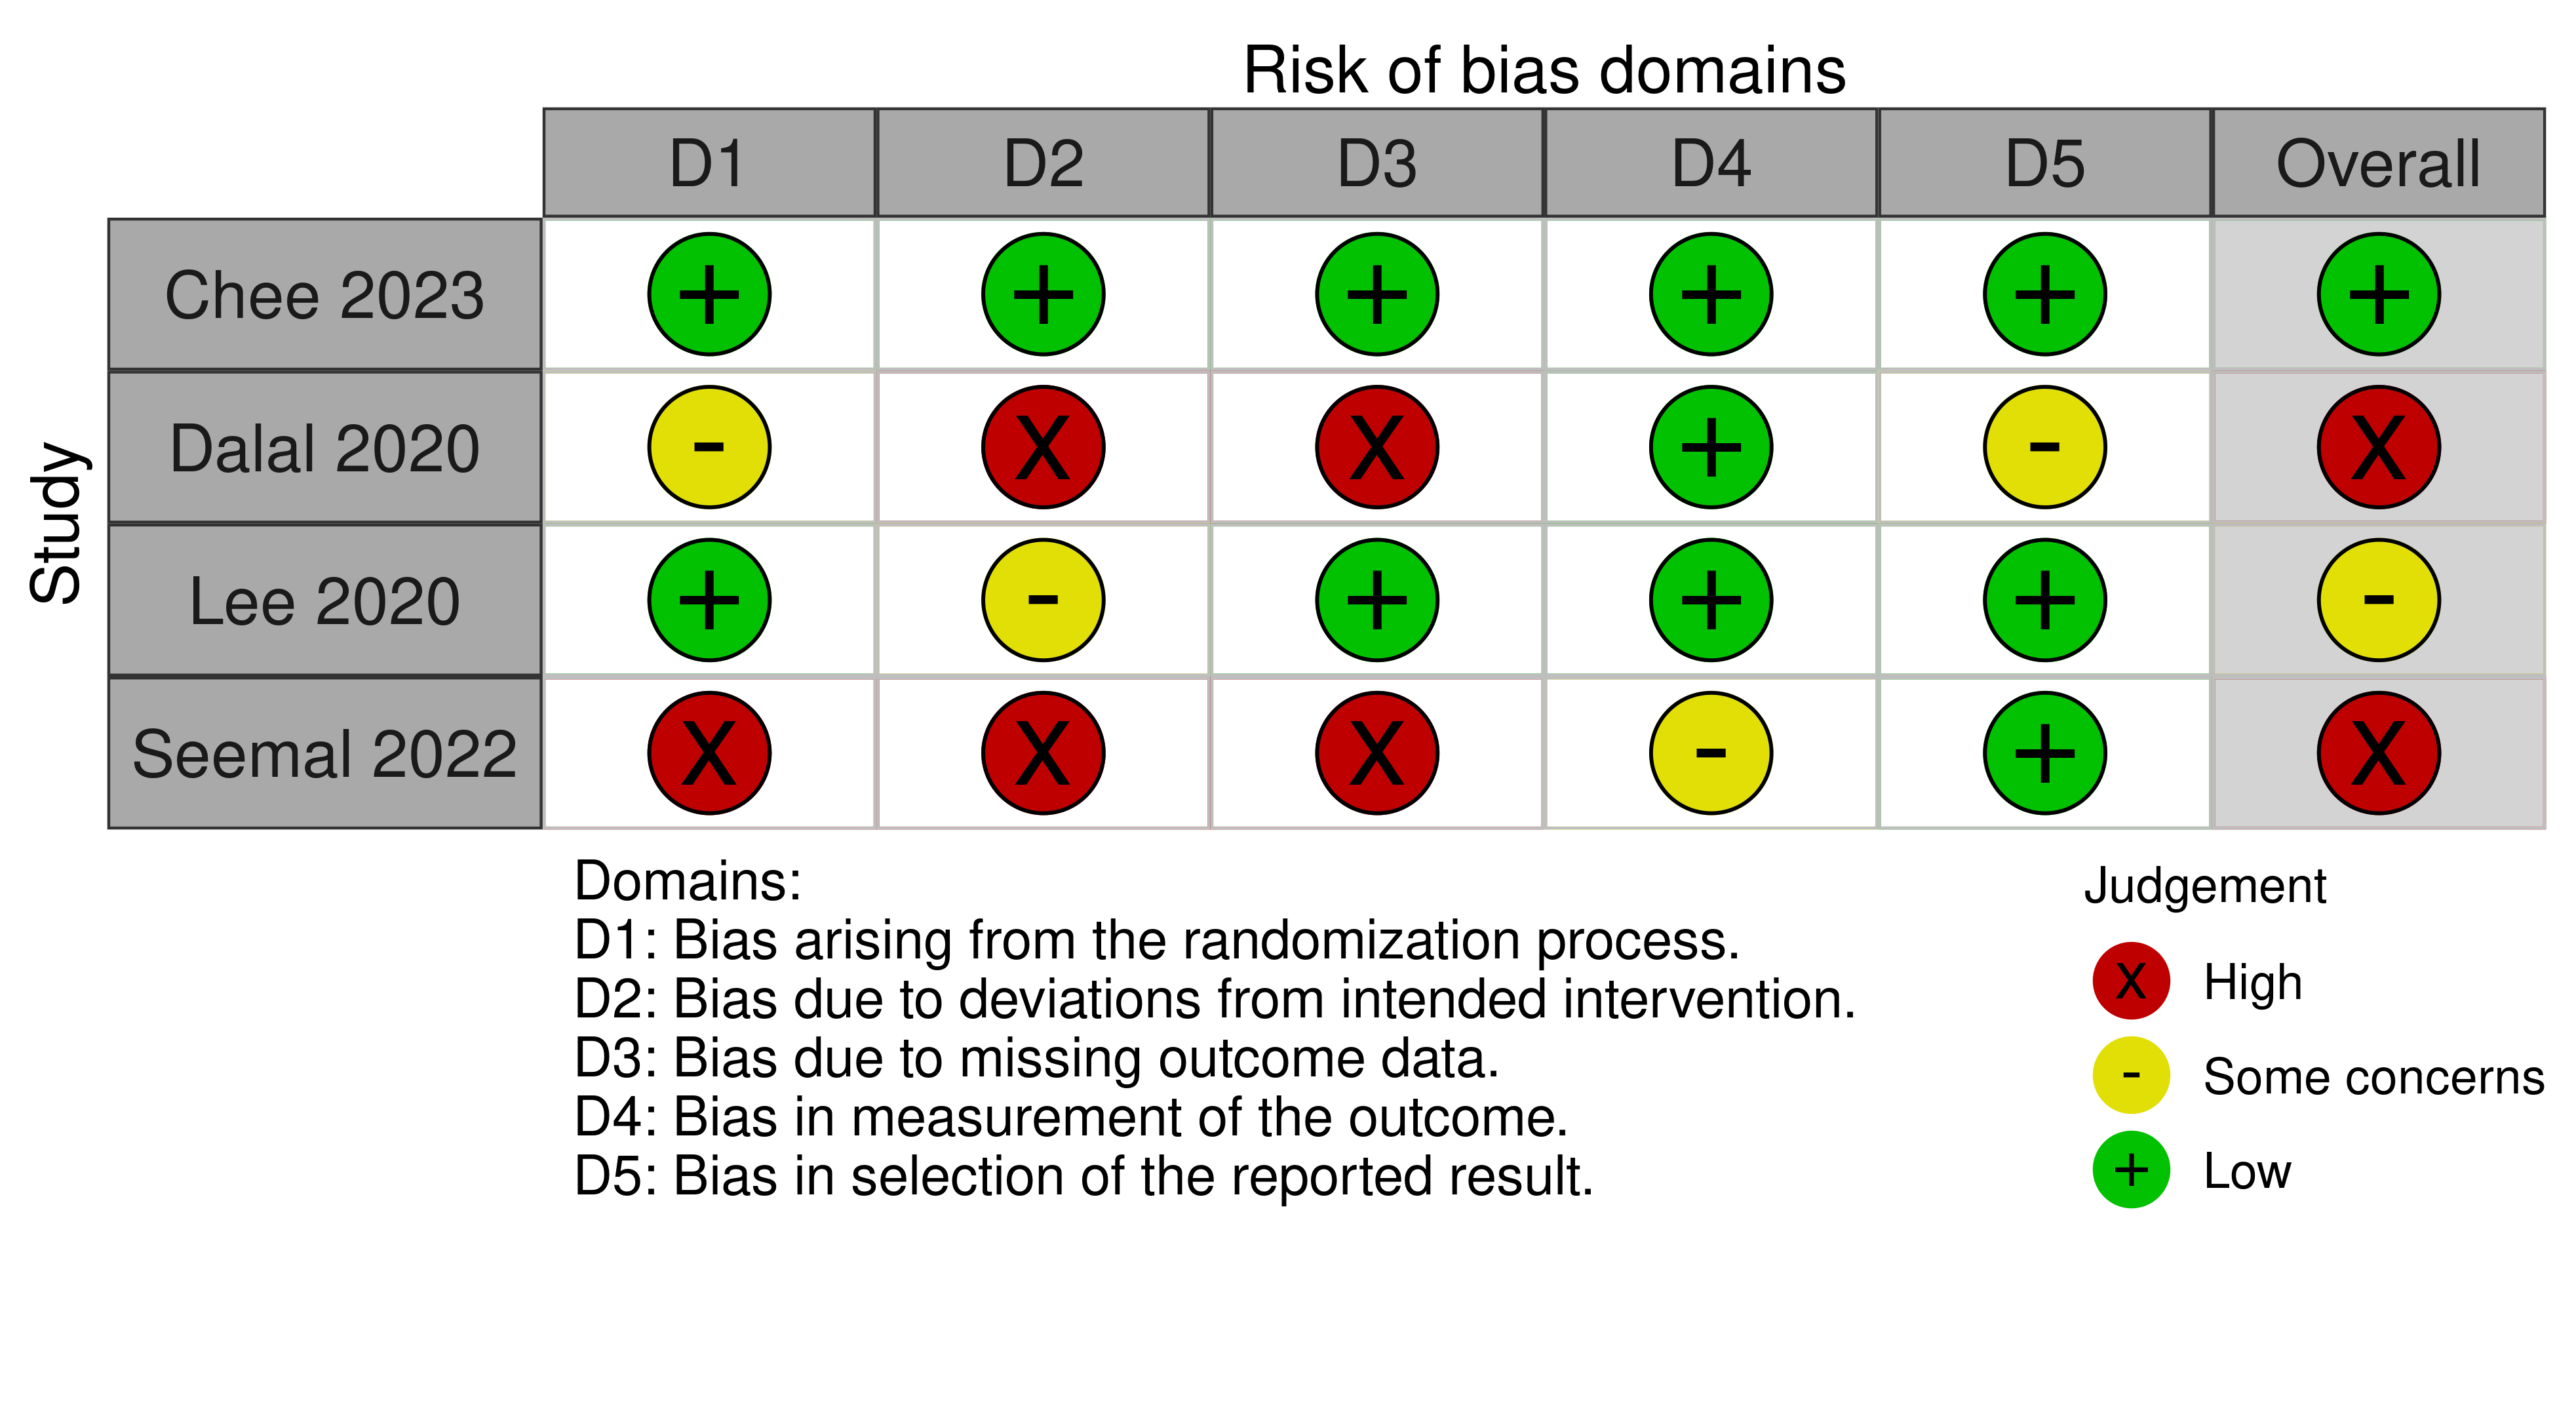 Risk of bias domains
D1 D2 D3 D4 D5 Overall
Study
Chee 2023 + + + + + +
Dalal 2020 - X X + - X
Lee 2020 + - + + + -
Seemal 2022 X X X - + X
Domains:
D1: Bias arising from the randomization process.
D2: Bias due to deviations from intended intervention.
D3: Bias due to missing outcome data.
D4: Bias in measurement of the outcome.
D5: Bias in selection of the reported result.
Judgement
X High
- Some concerns
+ Low